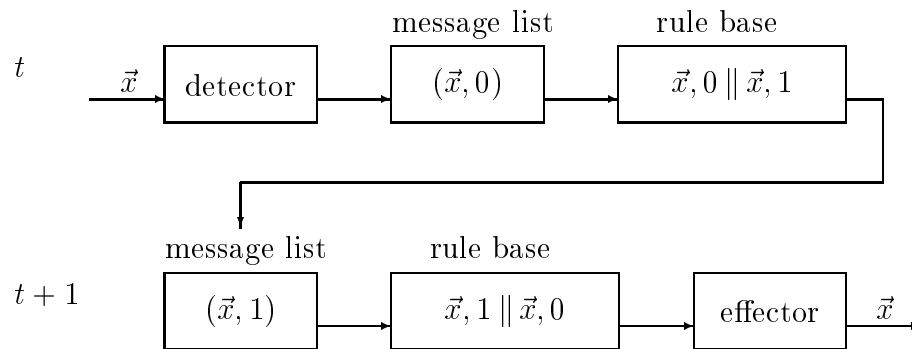 message list rule base
t
x⃗ detector (x⃗, 0) x⃗, 0 ∥ x⃗, 1
message list rule base
t + 1
(x⃗, 1) x⃗, 1 ∥ x⃗, 0 effector x⃗